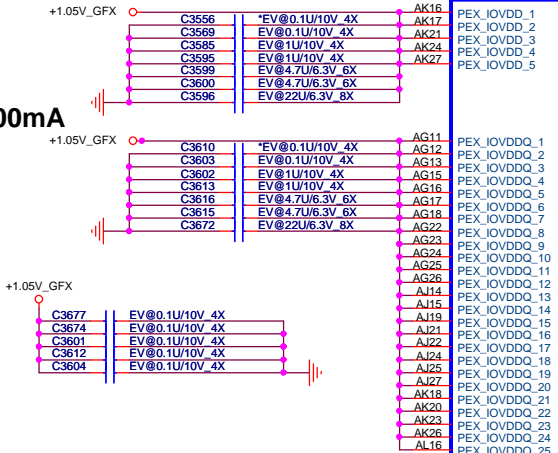 +1.05V_GFX
C3556 *EV@0.1U/10V_4X AK16 PEX_IOVDD_1
C3569 EV@0.1U/10V_4X AK17 PEX_IOVDD_2
C3585 EV@1U/10V_4X AK21 PEX_IOVDD_3
C3595 EV@1U/10V_4X AK24 PEX_IOVDD_4
C3599 EV@4.7U/6.3V_6X AK27 PEX_IOVDD_5
C3600 EV@4.7U/6.3V_6X
C3596 EV@22U/6.3V_8X
00mA
+1.05V_GFX
C3610 *EV@0.1U/10V_4X AG11 PEX_IOVDDQ_1
C3603 EV@0.1U/10V_4X AG12 PEX_IOVDDQ_2
C3602 EV@1U/10V_4X AG13 PEX_IOVDDQ_3
C3613 EV@1U/10V_4X AG15 PEX_IOVDDQ_4
C3616 EV@4.7U/6.3V_6X AG16 PEX_IOVDDQ_5
C3615 EV@4.7U/6.3V_6X AG17 PEX_IOVDDQ_6
C3672 EV@22U/6.3V_8X AG18 PEX_IOVDDQ_7
AG22 PEX_IOVDDQ_8
AG23 PEX_IOVDDQ_9
AG24 PEX_IOVDDQ_10
AG25 PEX_IOVDDQ_11
AG26 PEX_IOVDDQ_12
+1.05V_GFX
AJ14 PEX_IOVDDQ_13
AJ15 PEX_IOVDDQ_14
C3677 EV@0.1U/10V_4X AJ19 PEX_IOVDDQ_15
C3674 EV@0.1U/10V_4X AJ21 PEX_IOVDDQ_16
C3601 EV@0.1U/10V_4X AJ22 PEX_IOVDDQ_17
C3612 EV@0.1U/10V_4X AJ24 PEX_IOVDDQ_18
C3604 EV@0.1U/10V_4X AJ25 PEX_IOVDDQ_19
AJ27 PEX_IOVDDQ_20
AK18 PEX_IOVDDQ_21
AK20 PEX_IOVDDQ_22
AK23 PEX_IOVDDQ_23
AK26 PEX_IOVDDQ_24
AL16 PEX_IOVDDQ_25